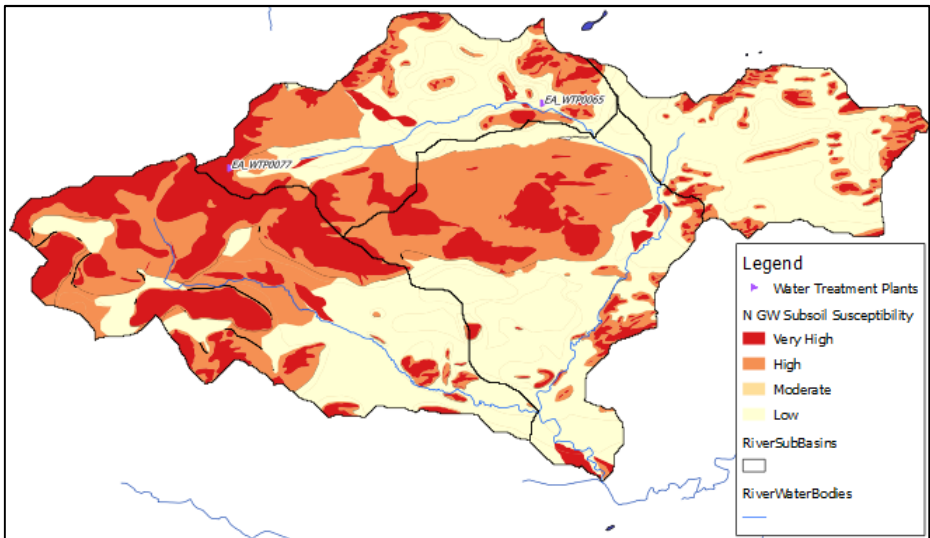 EA_WTP0065
EA_WTP0077
Legend
Water Treatment Plants
N GW Subsoil Susceptibility
Very High
High
Moderate
Low
RiverSubBasins
RiverWaterBodies